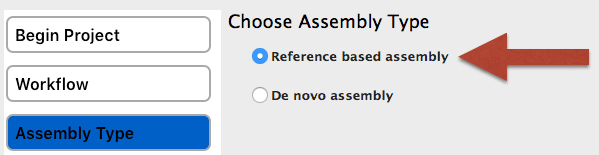 Begin Project
Workflow
Assembly Type
Choose Assembly Type
Reference based assembly
De novo assembly